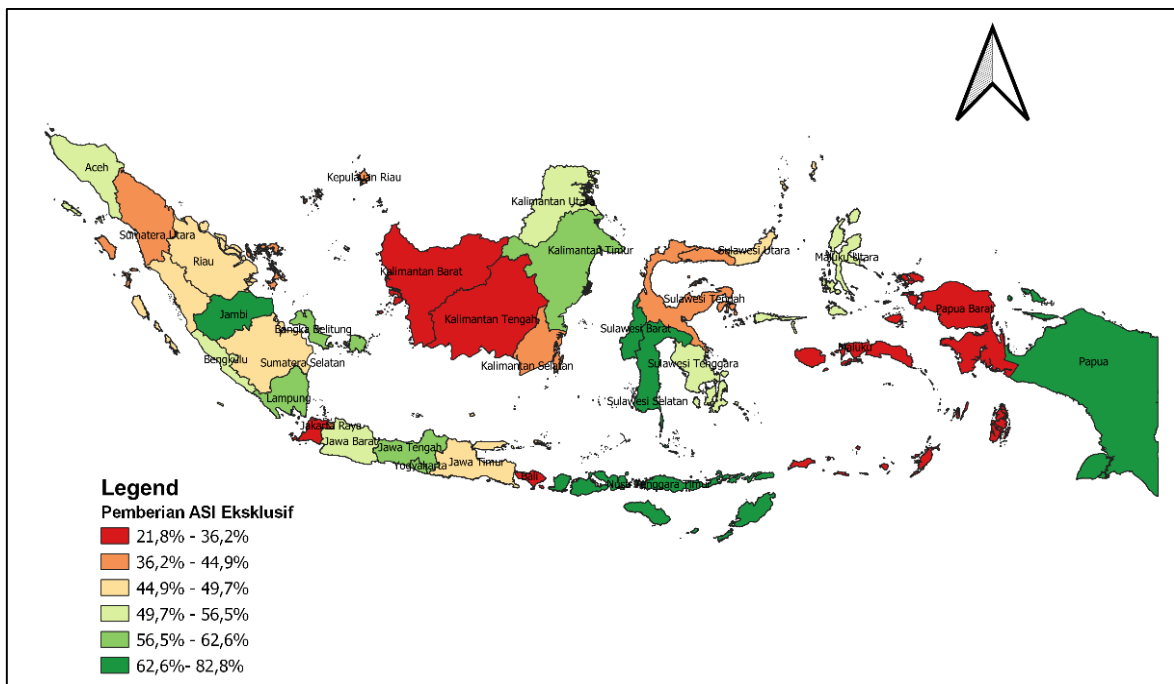 Aceh
Sumatera Utara
Riau
Kepulauan Riau
Jambi
Bangka Belitung
Bengkulu
Sumatera Selatan
Lampung
Jakarta Raya
Jawa Barat
Jawa Tengah
Yogyakarta
Jawa Timur
Bali
Nusa Tenggara Timur
Kalimantan Barat
Kalimantan Tengah
Kalimantan Selatan
Kalimantan Timur
Kalimantan Utara
Sulawesi Utara
Sulawesi Tengah
Sulawesi Barat
Sulawesi Tenggara
Sulawesi Selatan
Maluku Utara
Maluku
Papua Barat
Papua
Legend
Pemberian ASI Eksklusif
21,8% - 36,2%
36,2% - 44,9%
44,9% - 49,7%
49,7% - 56,5%
56,5% - 62,6%
62,6%- 82,8%